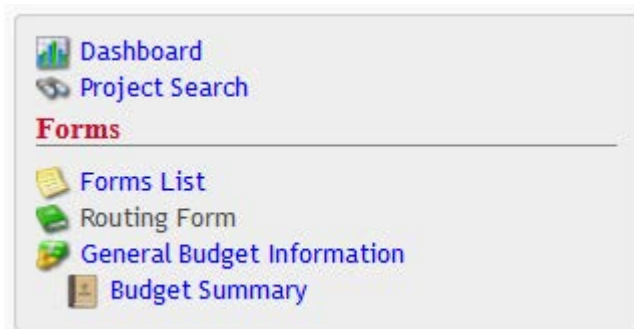 Dashboard
Project Search
Forms
Forms List
Routing Form
General Budget Information
Budget Summary